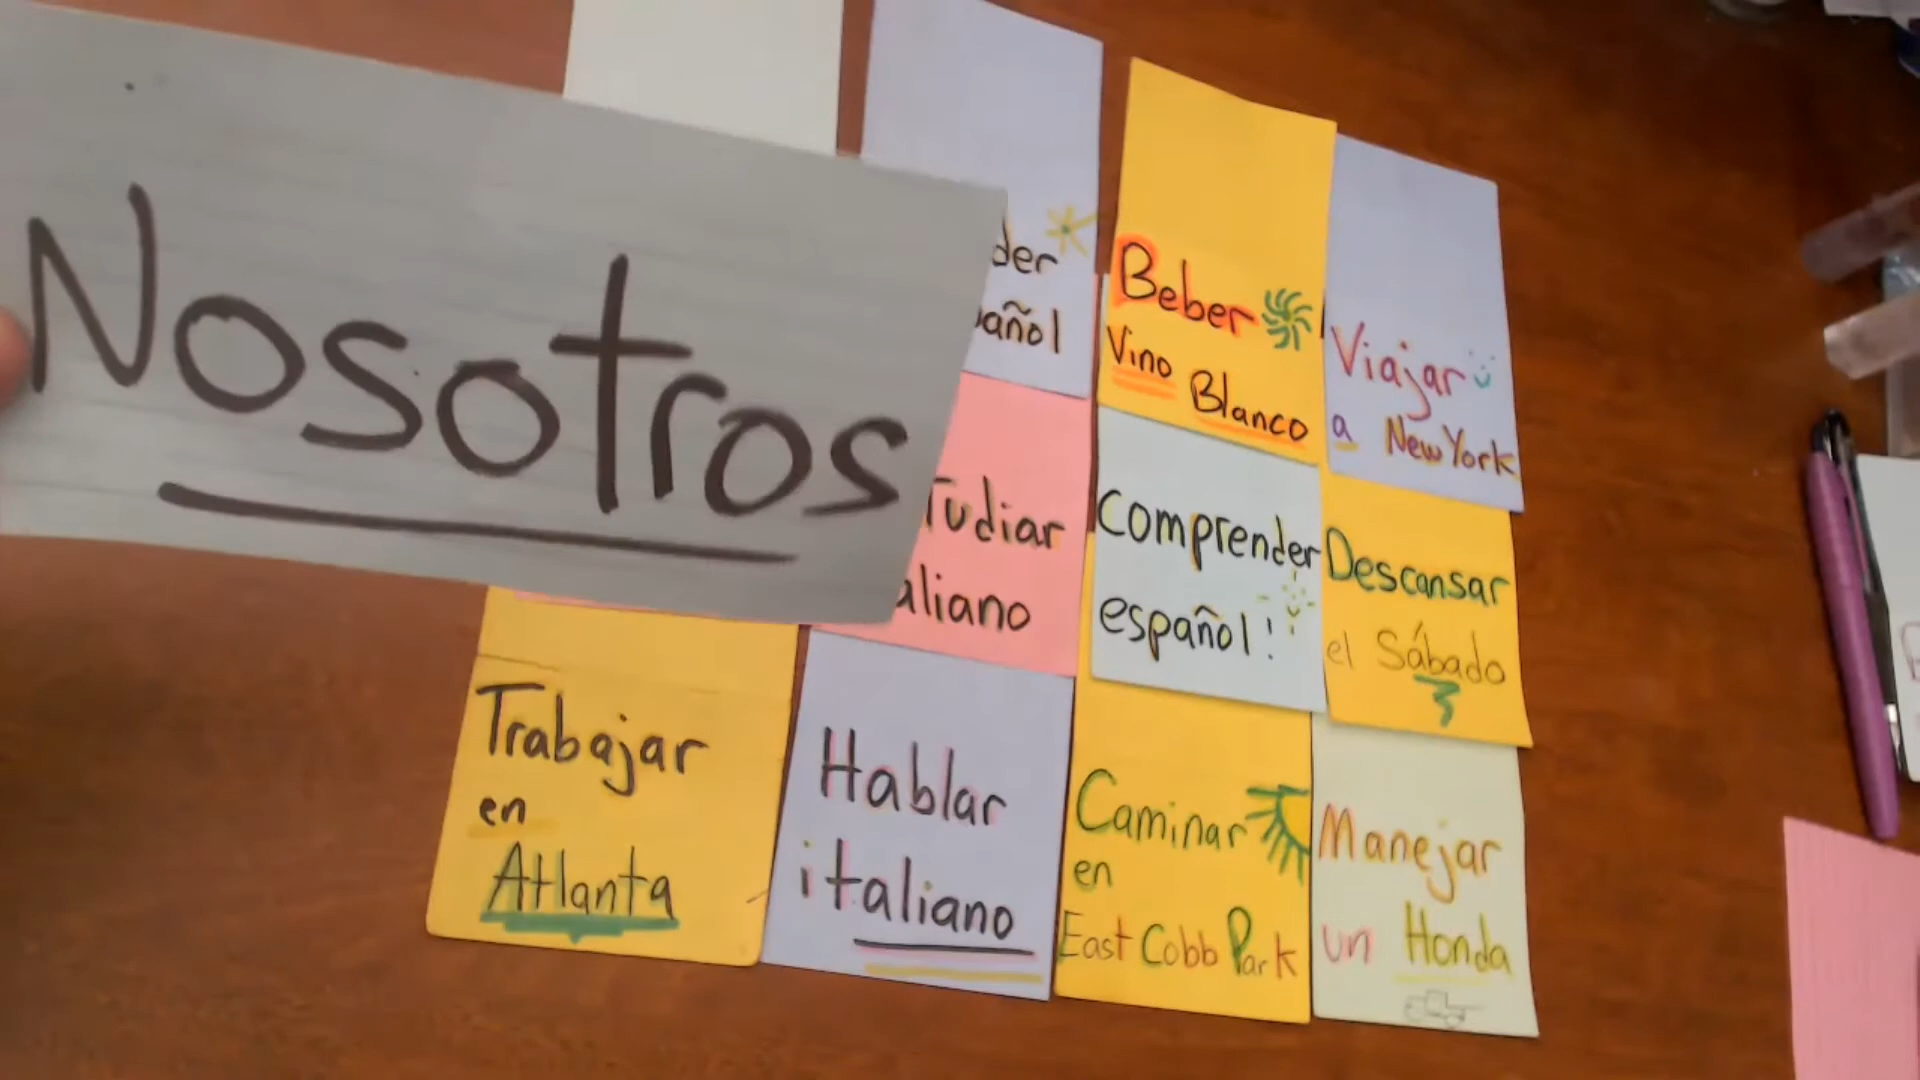 Nosotros
Beber
Vino Blanco
Viajar
a New York
Comprender
español!
Descansar
el Sábado
Trabajar
en
Atlanta
Hablar
italiano
Caminar
en
East Cobb Park
Manejar
un Honda